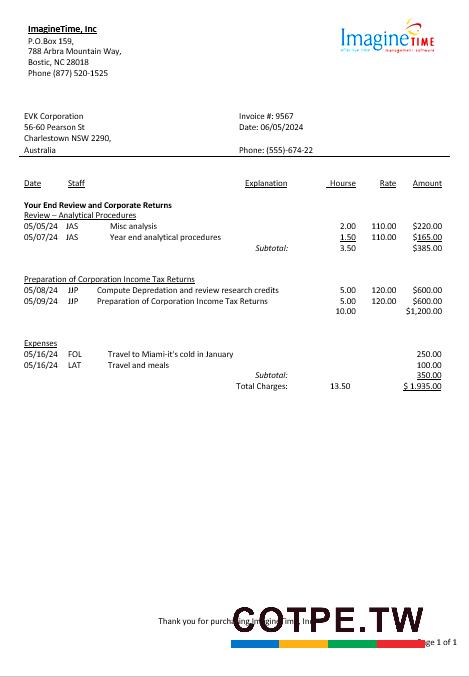 ImagineTime, Inc
P.O.Box 159,
788 Arbra Mountain Way,
Bostic, NC 28018
Phone (877) 520-1525
ImagineTIME
effective time management software
EVK Corporation Invoice #: 9567
56-60 Pearson St Date: 06/05/2024
Charlestown NSW 2290,
Australia Phone: (555)-674-22
Date Staff Explanation Hourse Rate Amount
Your End Review and Corporate Returns
Review – Analytical Procedures
05/05/24 JAS Misc analysis 2.00 110.00 $220.00
05/07/24 JAS Year end analytical procedures 1.50 110.00 $165.00
Subtotal: 3.50 $385.00
Preparation of Corporation Income Tax Returns
05/08/24 JJP Compute Depredation and review research credits 5.00 120.00 $600.00
05/09/24 JJP Preparation of Corporation Income Tax Returns 5.00 120.00 $600.00
10.00 $1,200.00
Expenses
05/16/24 FOL Travel to Miami-it's cold in January 250.00
05/16/24 LAT Travel and meals 100.00
Subtotal: 350.00
Total Charges: 13.50 $ 1.935.00
Thank you for purchasing ImagineTime, Inc
COTPE.TW
Page 1 of 1